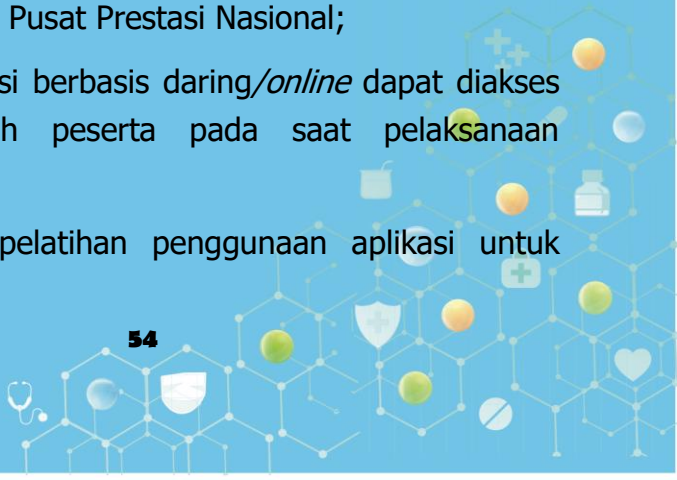 Pusat Prestasi Nasional;
si berbasis daring/online dapat diakses
h peserta pada saat pelaksanaan
pelatihan penggunaan aplikasi untuk
54